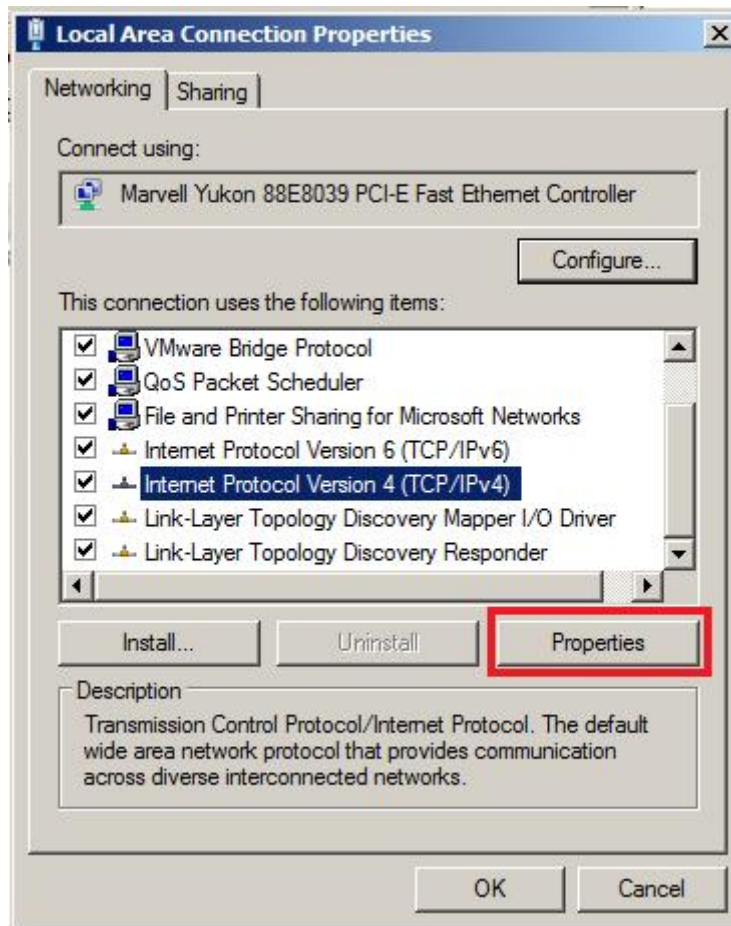 Local Area Connection Properties
Networking
Sharing
Connect using:
Marvell Yukon 88E8039 PCI-E Fast Ethernet Controller
Configure...
This connection uses the following items:
VMware Bridge Protocol
QoS Packet Scheduler
File and Printer Sharing for Microsoft Networks
Internet Protocol Version 6 (TCP/IPv6)
Internet Protocol Version 4 (TCP/IPv4)
Link-Layer Topology Discovery Mapper I/O Driver
Link-Layer Topology Discovery Responder
Install...
Uninstall
Properties
Description
Transmission Control Protocol/Internet Protocol. The default
wide area network protocol that provides communication
across diverse interconnected networks.
OK
Cancel